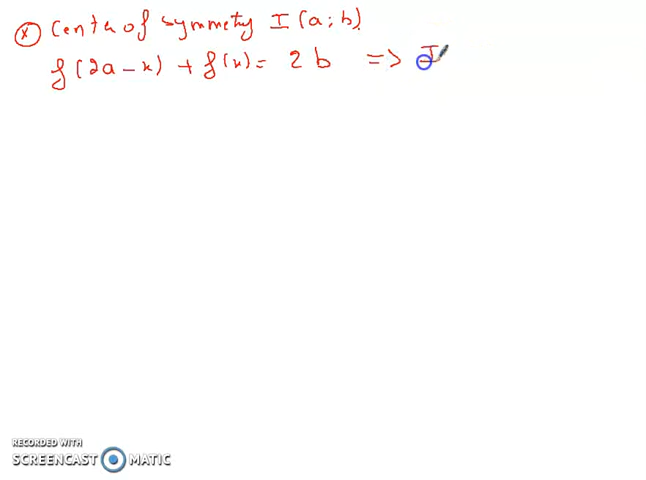 ⓧ Center of symmetry I (a; b).
f(2a-x) + f(x) = 2b => I
RECORDED WITH
SCREENCAST MATIC